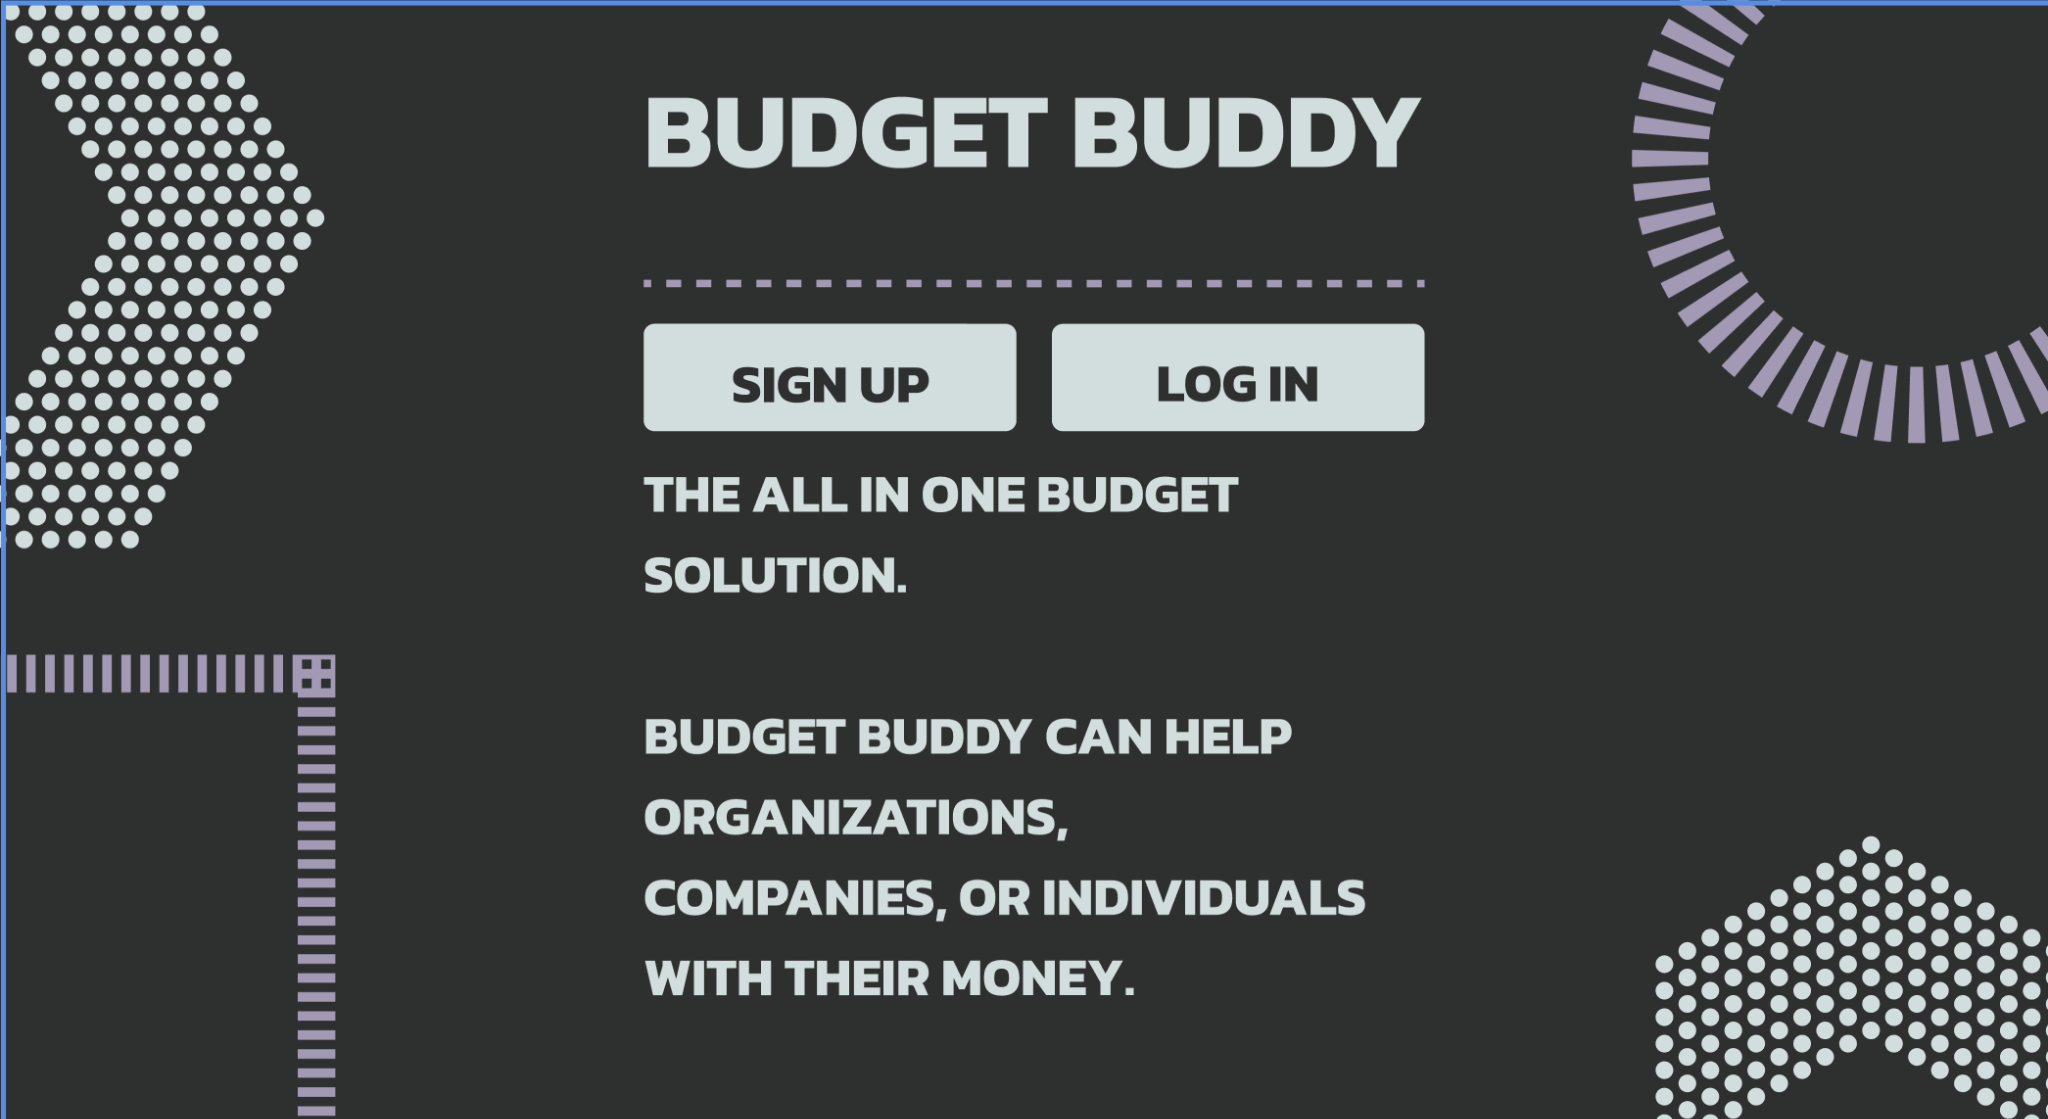 BUDGET BUDDY
SIGN UP
LOG IN
THE ALL IN ONE BUDGET
SOLUTION.
BUDGET BUDDY CAN HELP
ORGANIZATIONS,
COMPANIES, OR INDIVIDUALS
WITH THEIR MONEY.